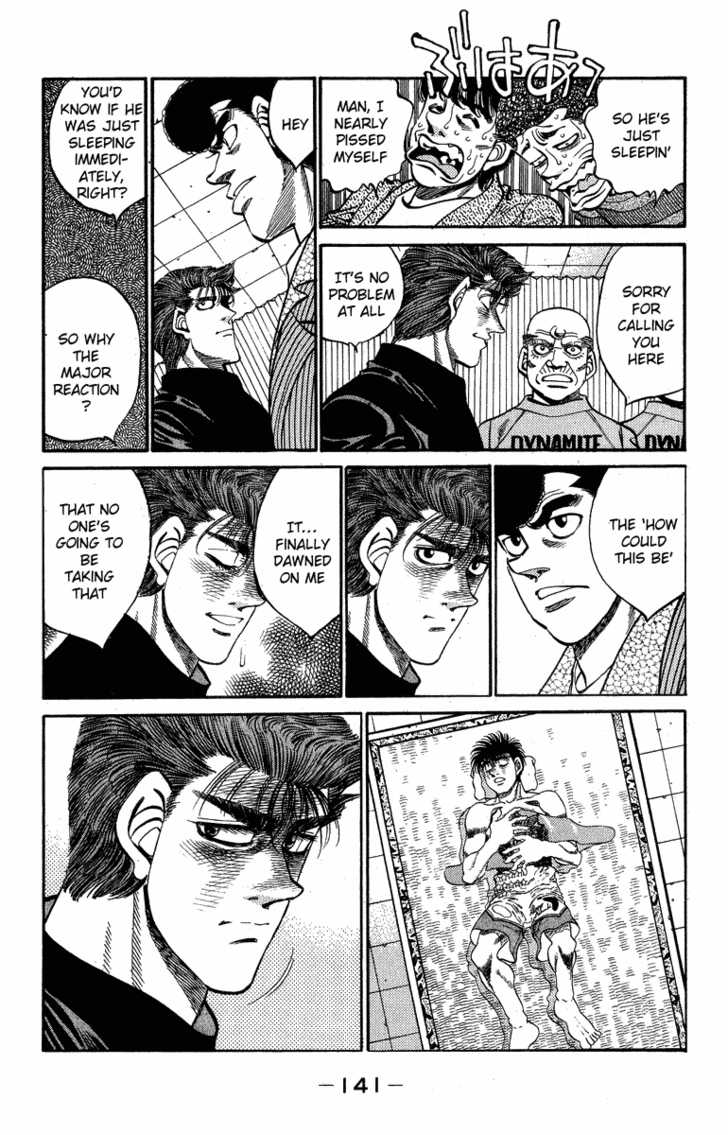 ぶはまあっ
SO HE'S
JUST
SLEEPIN'
MAN, I
NEARLY
PISSED
MYSELF
SORRY
FOR
CALLING
YOU
HERE
IT'S NO
PROBLEM
AT ALL
DYNAMITE
DYN
HEY
YOU'D
KNOW IF HE
WAS JUST
SLEEPING
IMMEDI-
ATELY,
RIGHT?
SO WHY
THE
MAJOR
REACTION
?
THE 'HOW
COULD
THIS BE'
IT...
FINALLY
DAWNED
ON ME
THAT NO
ONE'S
GOING TO
BE
TAKING
THAT
-141-